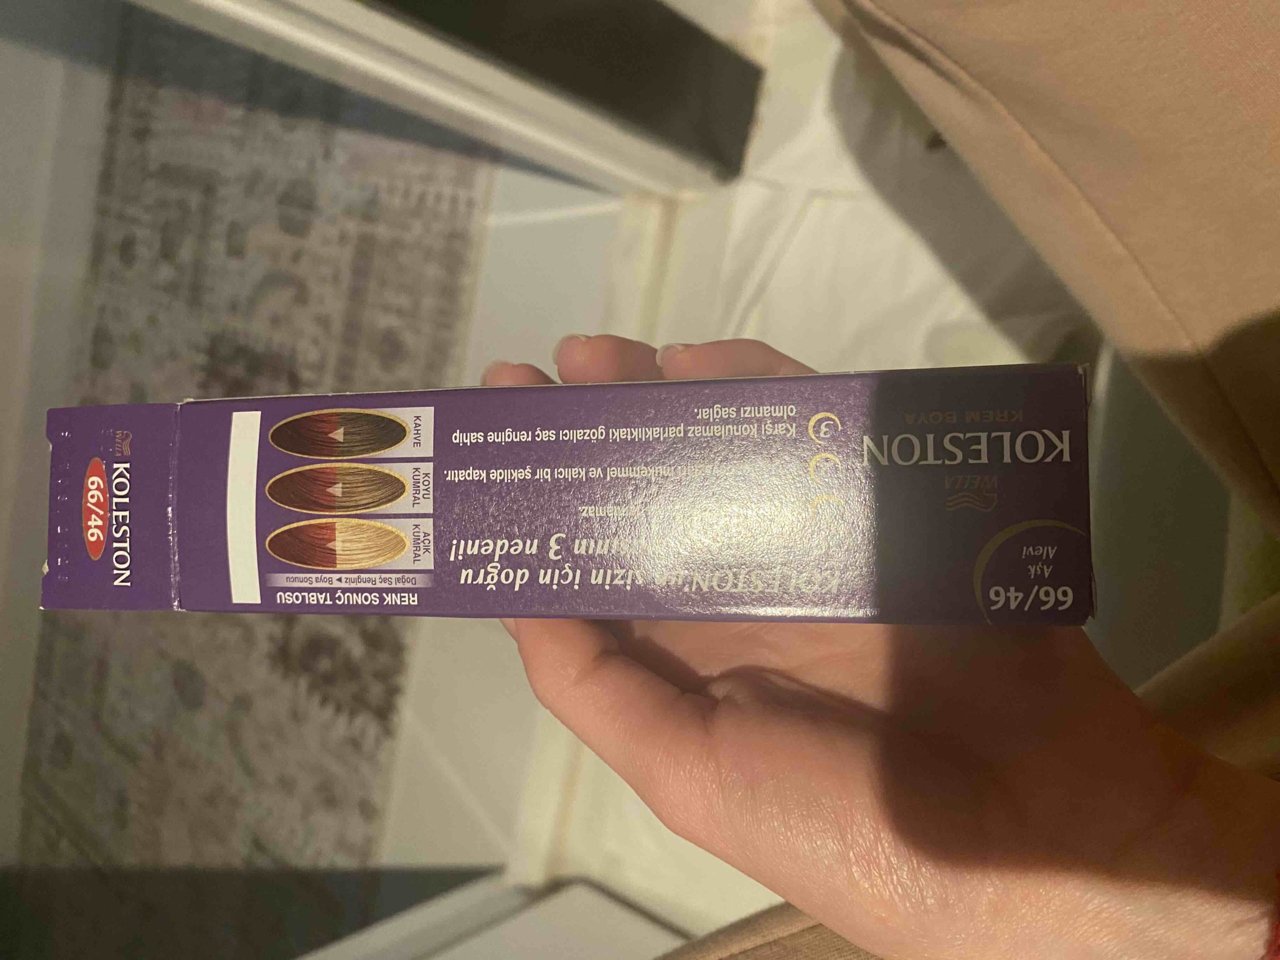 66/46
Aşk
Alevi
WELLA
KOLESTON
KREM BOYA
KOLESTON'un sizin için doğru
3 nedeni!
mükemmel ve kalıcı bir şekilde kapatır.
3
Karşı konulamaz parlaklıktaki göz alıcı saç rengine sahip
olmanızı sağlar.
RENK SONUÇ TABLOSU
Doğal Saç Renginiz ▶ Boya Sonucu
AÇIK
KUMRAL
KOYU
KUMRAL
KAHVE
WELLA
KOLESTON
66/46